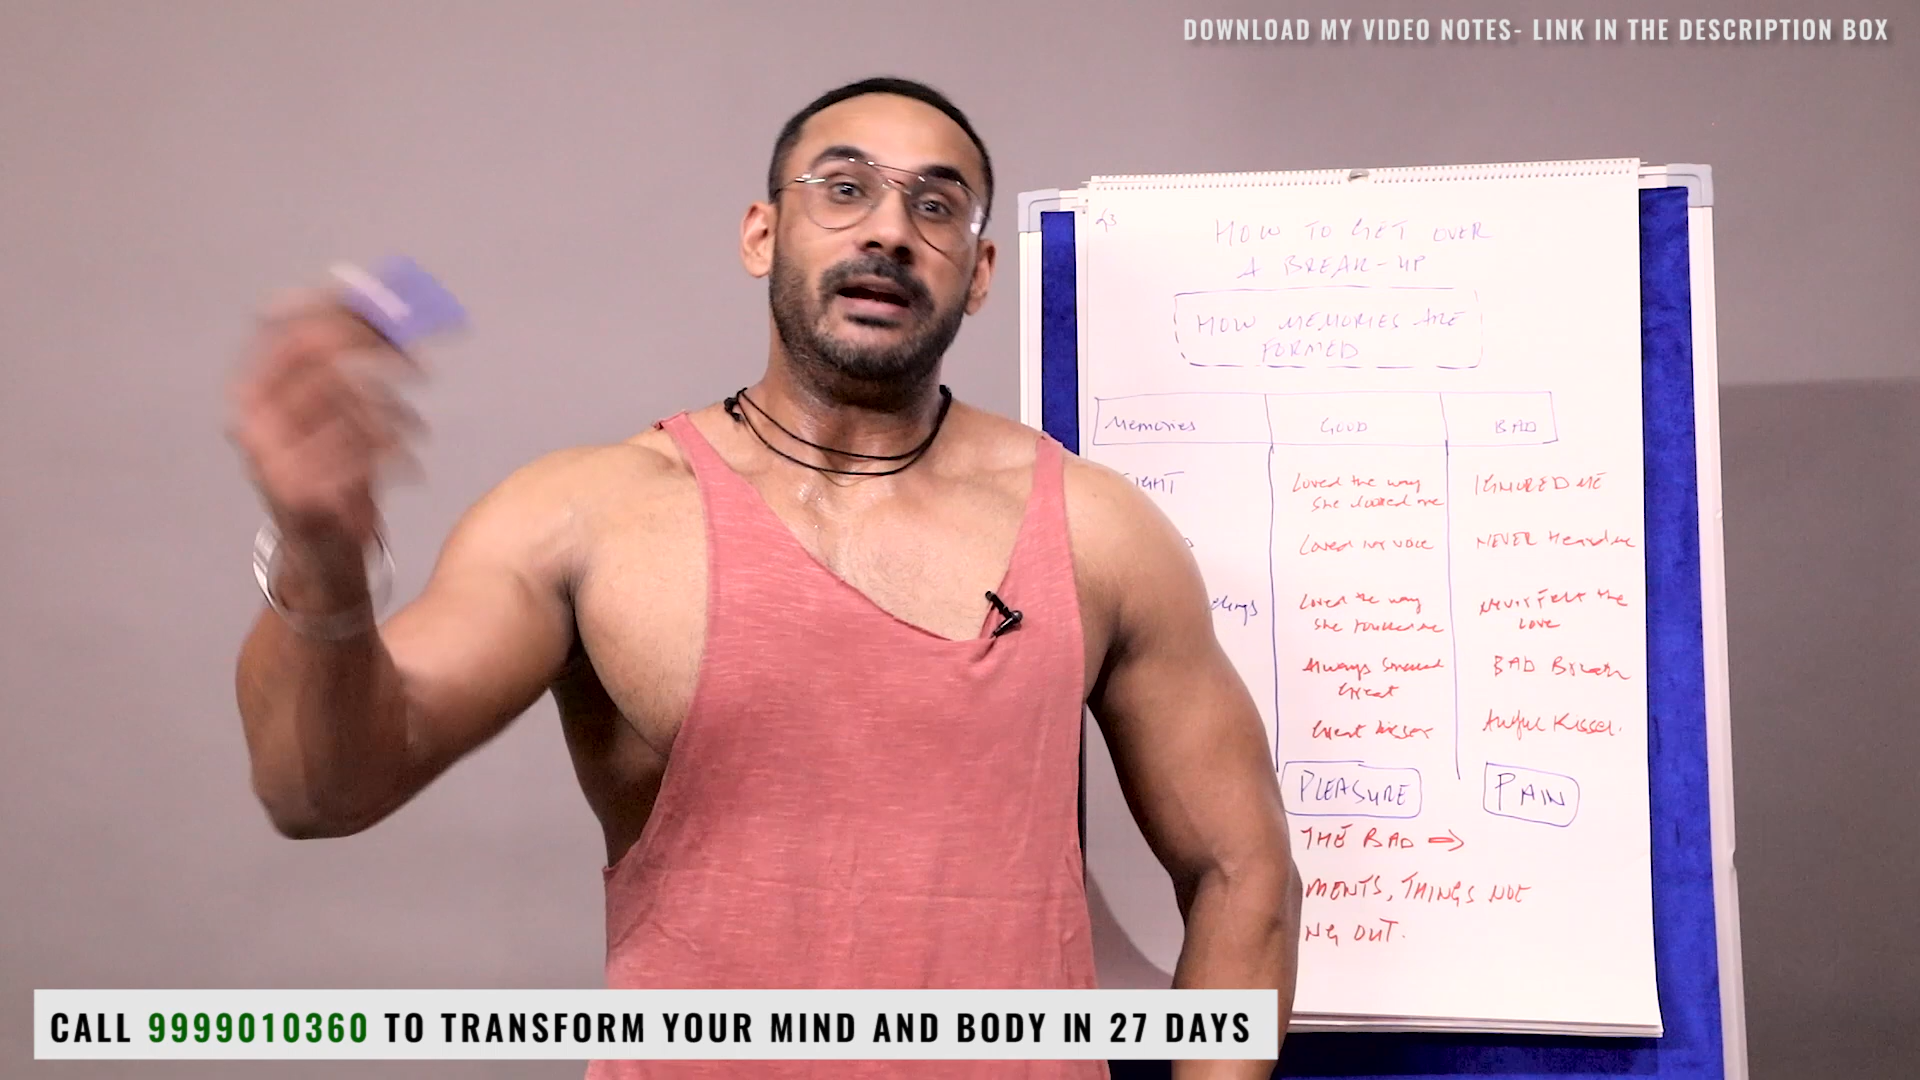 DOWNLOAD MY VIDEO NOTES- LINK IN THE DESCRIPTION BOX
HOW TO GET OVER
A BREAK-UP
HOW MEMORIES ARE
FORMED
Memories GOOD BAD
IGHT Loved the way she looked me IGNORED ME
Loved her voice NEVER Heard me
elings Loved the way she touched me Never Felt the Love
Always Smelled Great BAD Breath
Great kisser Awful Kisser.
PLEASURE PAIN
THE BAD ⇒
MENTS, THINGS NOT
NG OUT.
CALL 9999010360 TO TRANSFORM YOUR MIND AND BODY IN 27 DAYS